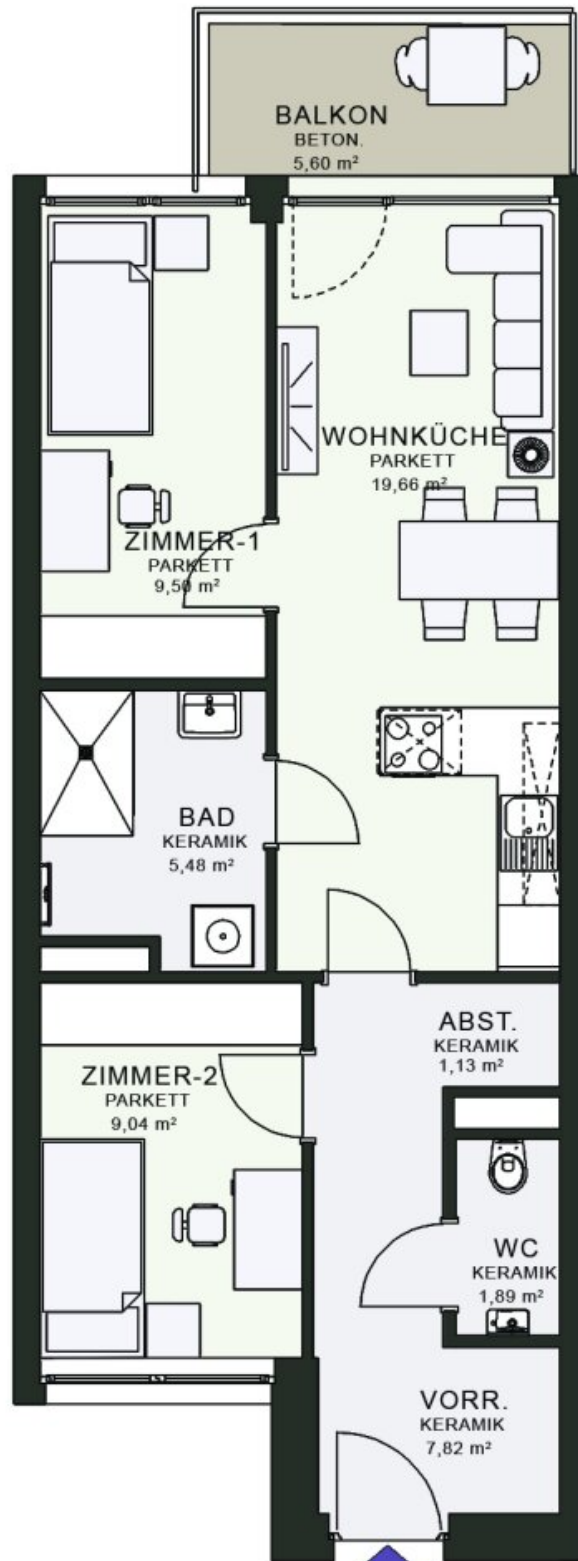 BALKON
BETON.
5,60 m²
WOHNKÜCHE
PARKETT
19,66 m²
ZIMMER-1
PARKETT
9,50 m²
BAD
KERAMIK
5,48 m²
ABST.
KERAMIK
1,13 m²
ZIMMER-2
PARKETT
9,04 m²
WC
KERAMIK
1,89 m²
VORR.
KERAMIK
7,82 m²